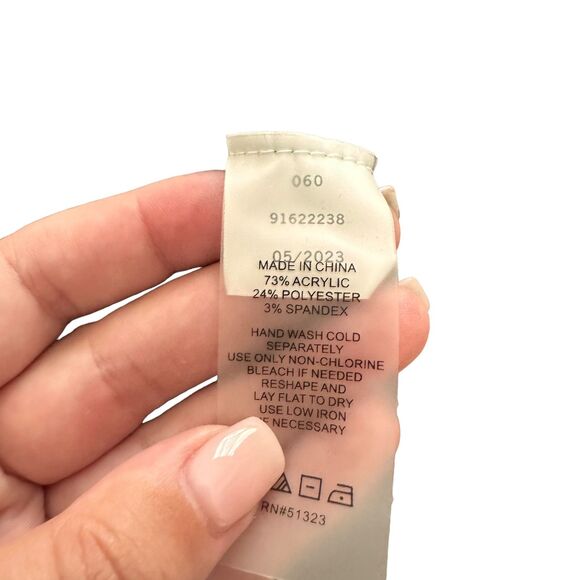 060
91622238
05/2023
MADE IN CHINA
73% ACRYLIC
24% POLYESTER
3% SPANDEX
HAND WASH COLD
SEPARATELY
USE ONLY NON-CHLORINE
BLEACH IF NEEDED
RESHAPE AND
LAY FLAT TO DRY
USE LOW IRON
IF NECESSARY
RN#51323